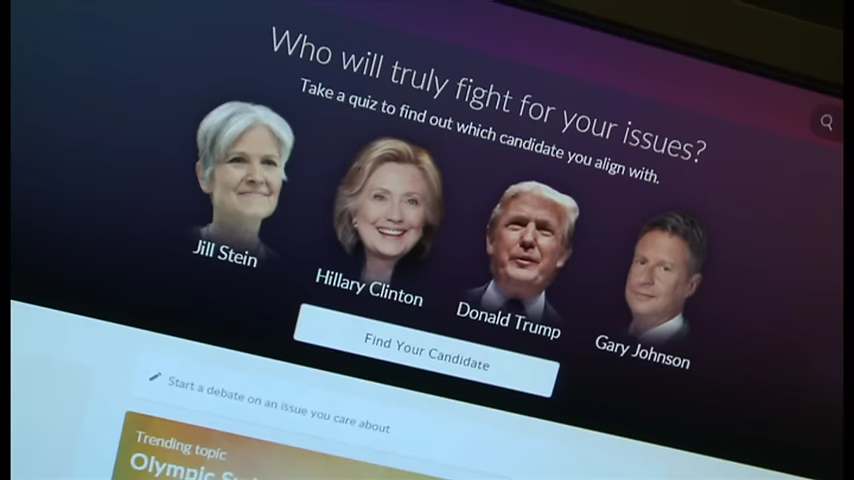 Who will truly fight for your issues?
Take a quiz to find out which candidate you align with.
Jill Stein
Hillary Clinton
Donald Trump
Gary Johnson
Find Your Candidate
Start a debate on an issue you care about
Trending topic
Olympic